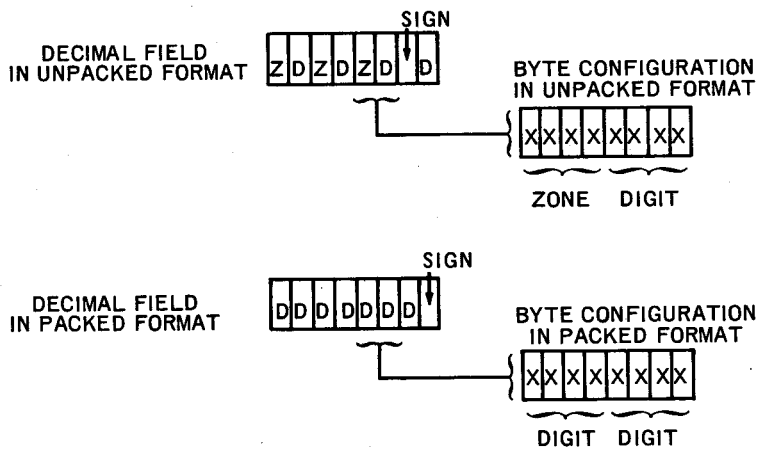 SIGN
DECIMAL FIELD
IN UNPACKED FORMAT
Z D Z D Z D D
BYTE CONFIGURATION
IN UNPACKED FORMAT
X X X X X X X X
ZONE DIGIT
SIGN
DECIMAL FIELD
IN PACKED FORMAT
D D D D D D D
BYTE CONFIGURATION
IN PACKED FORMAT
X X X X X X X X
DIGIT DIGIT